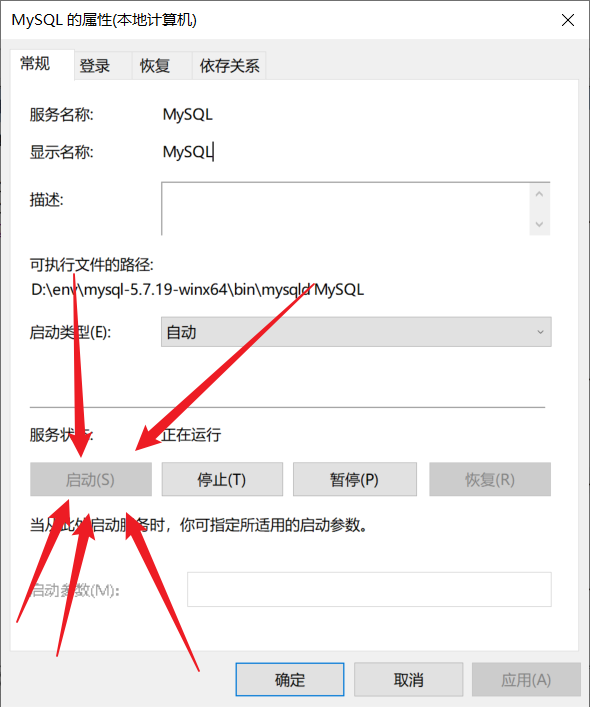 MySQL 的属性(本地计算机)
常规 登录 恢复 依存关系
服务名称: MySQL
显示名称: MySQL
描述:
可执行文件的路径:
D:\env\mysql-5.7.19-winx64\bin\mysqld MySQL
启动类型(E): 自动
服务状态: 正在运行
启动(S) 停止(T) 暂停(P) 恢复(R)
当从此处启动服务时，你可指定所适用的启动参数。
启动参数(M):
确定 取消 应用(A)